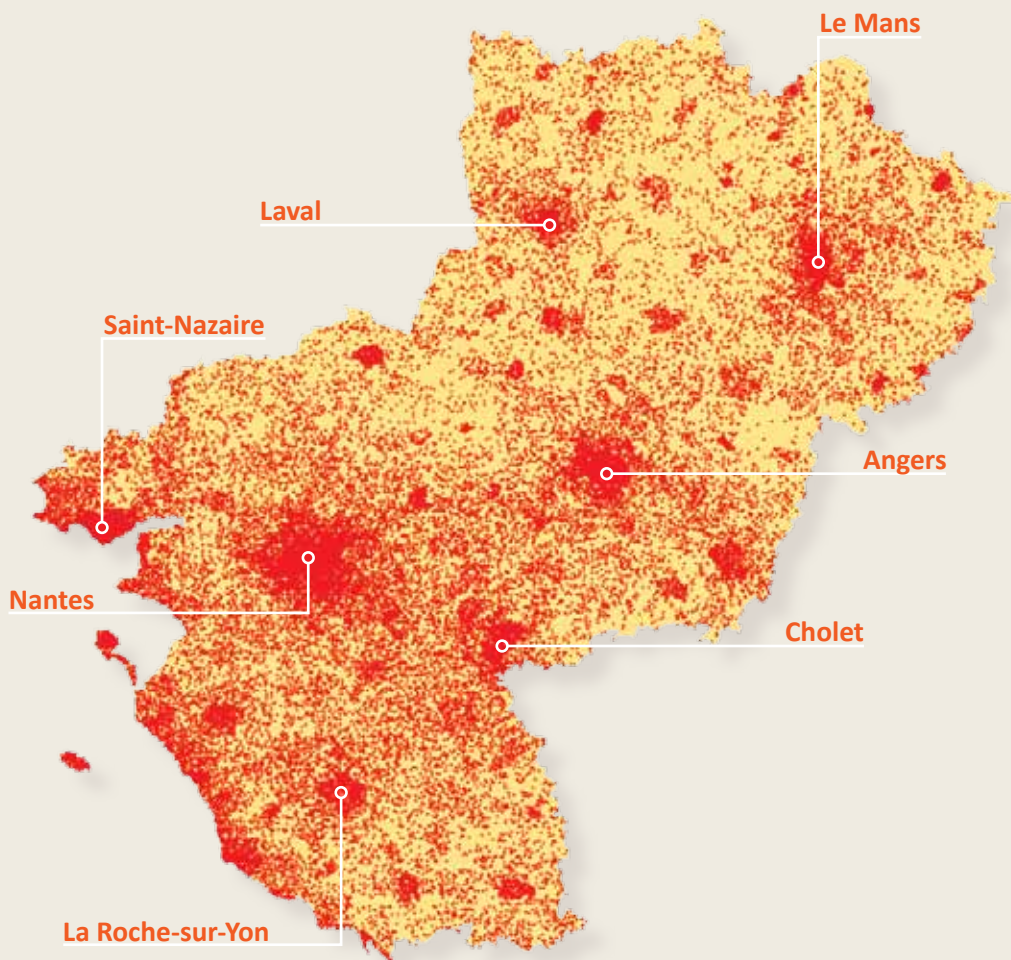 Le Mans
Laval
Saint-Nazaire
Angers
Nantes
Cholet
La Roche-sur-Yon